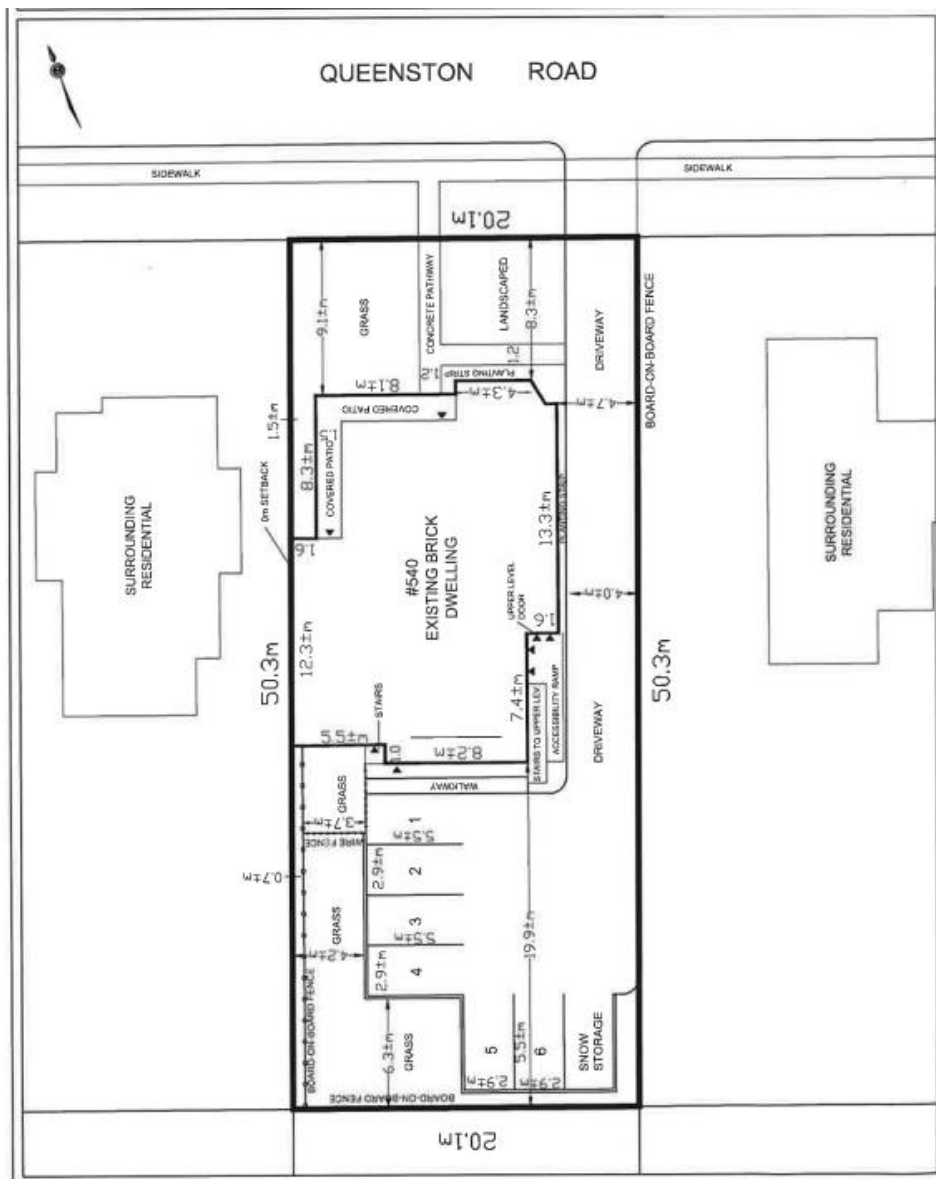 QUEENSTON ROAD
SIDEWALK
SIDEWALK
20.1m
9.1±m
GRASS
CONCRETE PATHWAY
LANDSCAPED
8.3±m
DRIVEWAY
BOARD-ON-BOARD FENCE
1.2
1.2
PLANTING STRIP
8.1±m
4.3±m
4.7±m
COVERED PATIO
1.5±m
8.3±m
COVERED PATIO
1.5
0m SETBACK
1.6
SURROUNDING
RESIDENTIAL
#540
EXISTING BRICK
DWELLING
13.3±m
PLANTING STRIP
4.0±m
SURROUNDING
RESIDENTIAL
UPPER LEVEL
DOOR
1.6
50.3m
12.3±m
50.3m
7.4±m
STAIRS
5.5±m
1.0
8.2±m
STAIRS TO UPPER LEV
ACCESSIBILITY RAMP
DRIVEWAY
WALKWAY
GRASS
3.7±m
WIRE FENCE
1
5.5±m
0.7±m
2.9±m
2
GRASS
4.2±m
3
5.5±m
19.9±m
2.9±m
4
BOARD-ON-BOARD FENCE
6.3±m
GRASS
5
5.5±m
6
SNOW
STORAGE
2.9±m
2.9±m
BOARD-ON-BOARD FENCE
20.1m